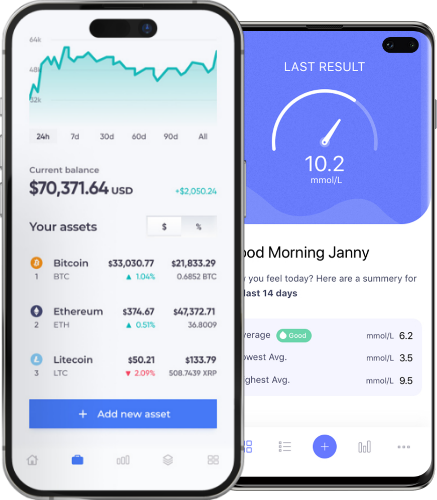 64k
48k
32k
24h 7d 30d 60d 90d All
Current balance
$70,371.64 USD +$2,050.24
Your assets $ %
Bitcoin $33,030.77 $21,833.29
1 BTC ▲ 1.04% 0.6852 BTC
Ethereum $374.67 $47,372.71
2 ETH ▲ 0.51% 36.8009
Litecoin $50.21 $133.79
3 LTC ▼ 2.09% 508.7439 XRP
+ Add new asset
LAST RESULT
10.2
mmol/L
ood Morning Janny
you feel today? Here are a summery for
last 14 days
verage Good mmol/L 6.2
owest Avg. mmol/L 3.5
ghest Avg. mmol/L 9.5